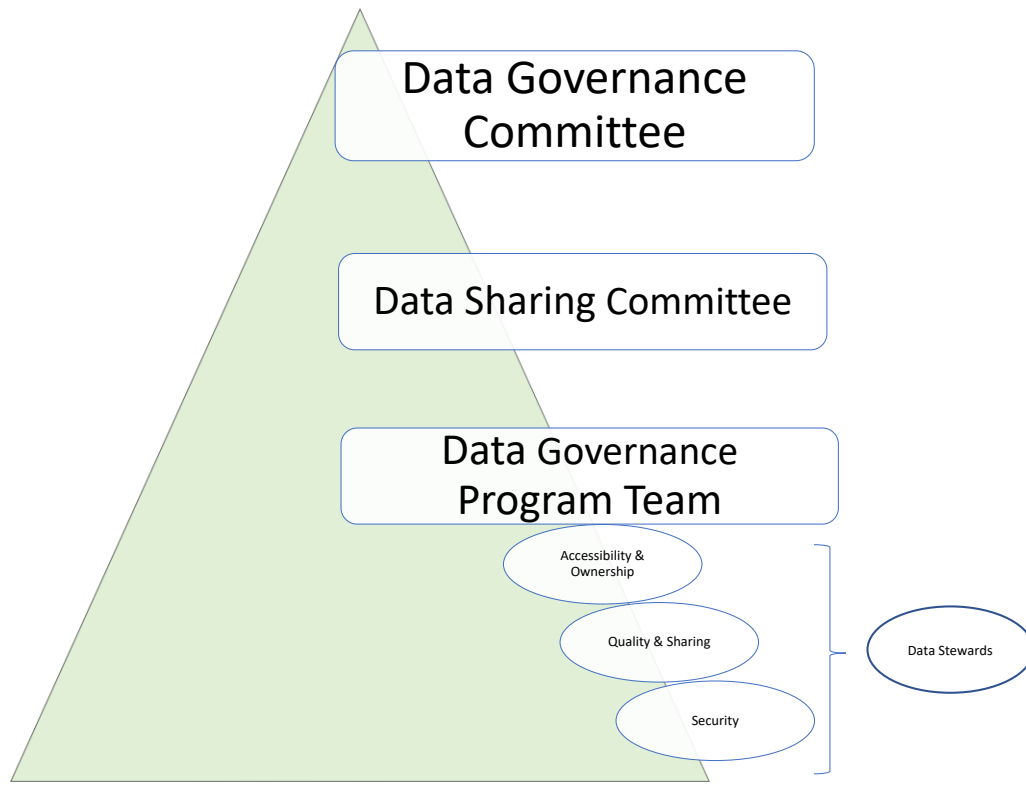 Data Governance
Committee
Data Sharing Committee
Data Governance
Program Team
Accessibility &
Ownership
Quality & Sharing
Data Stewards
Security